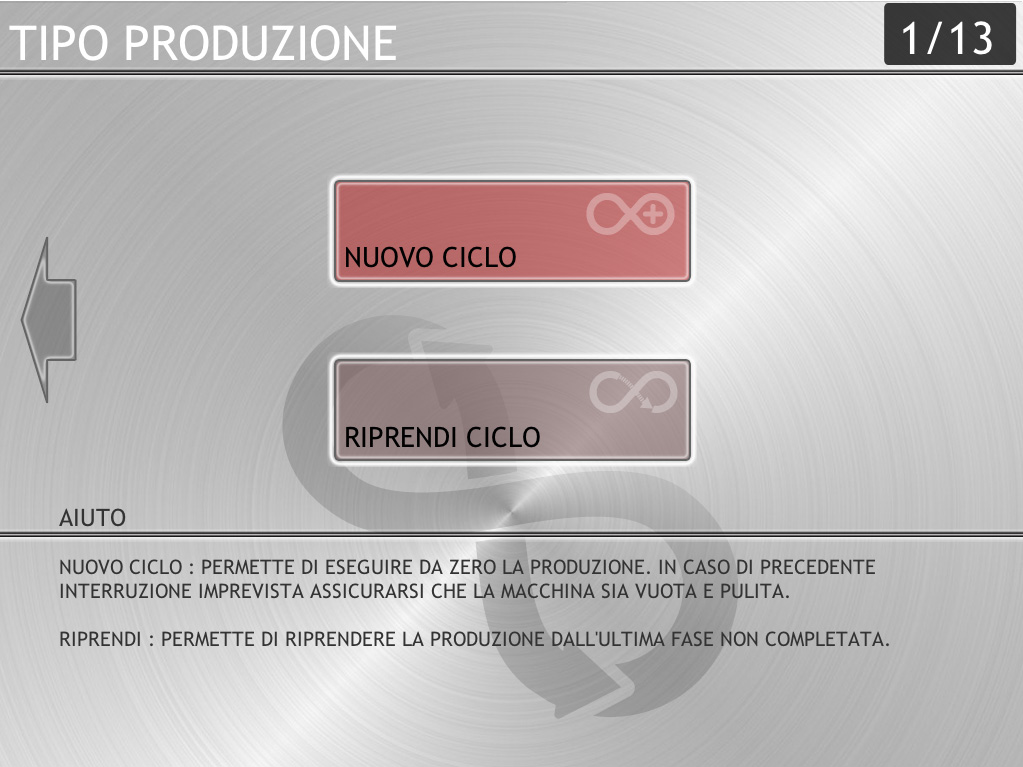 TIPO PRODUZIONE
1/13
NUOVO CICLO
RIPRENDI CICLO
AIUTO
NUOVO CICLO : PERMETTE DI ESEGUIRE DA ZERO LA PRODUZIONE. IN CASO DI PRECEDENTE
INTERRUZIONE IMPREVISTA ASSICURARSI CHE LA MACCHINA SIA VUOTA E PULITA.
RIPRENDI : PERMETTE DI RIPRENDERE LA PRODUZIONE DALL'ULTIMA FASE NON COMPLETATA.